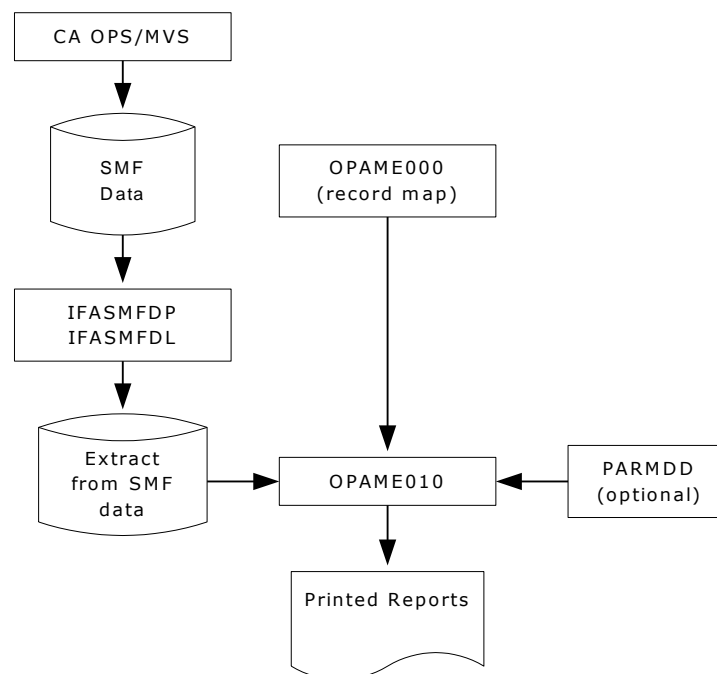 CA OPS/MVS
SMF
Data
OPAME000
(record map)
IFASMFDP
IFASMFDL
Extract
from SMF
data
OPAME010
PARMDD
(optional)
Printed Reports